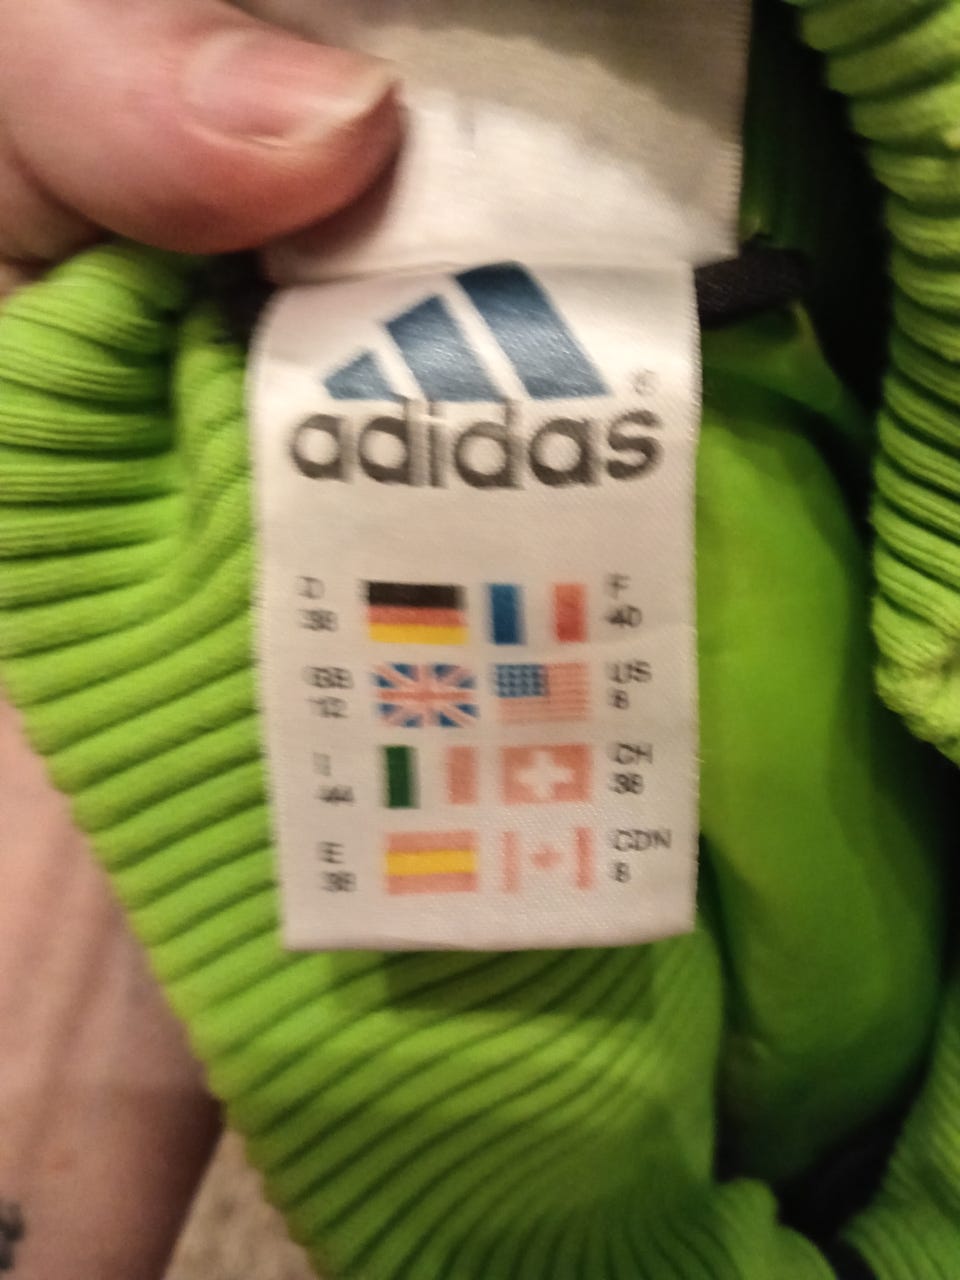 adidas ®
D F
38 40
GB US
12 8
I CH
44 38
E CDN
38 8